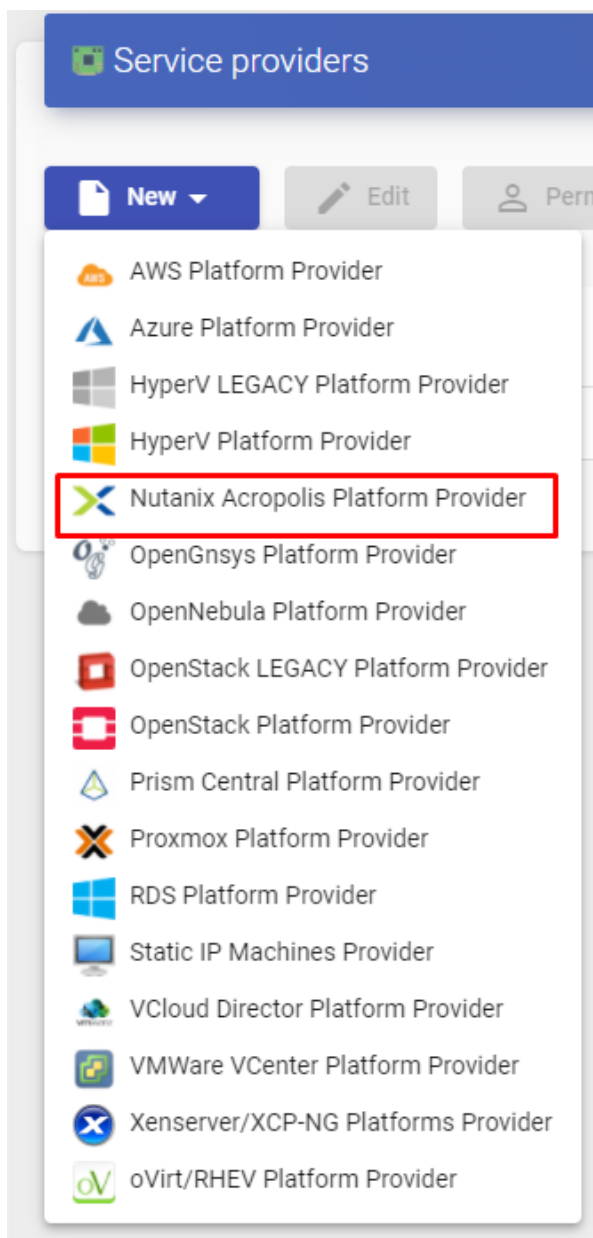 Service providers
New
Edit
Perm
AWS Platform Provider
Azure Platform Provider
HyperV LEGACY Platform Provider
HyperV Platform Provider
Nutanix Acropolis Platform Provider
OpenGnsys Platform Provider
OpenNebula Platform Provider
OpenStack LEGACY Platform Provider
OpenStack Platform Provider
Prism Central Platform Provider
Proxmox Platform Provider
RDS Platform Provider
Static IP Machines Provider
VCloud Director Platform Provider
VMWare VCenter Platform Provider
Xenserver/XCP-NG Platforms Provider
oVirt/RHEV Platform Provider